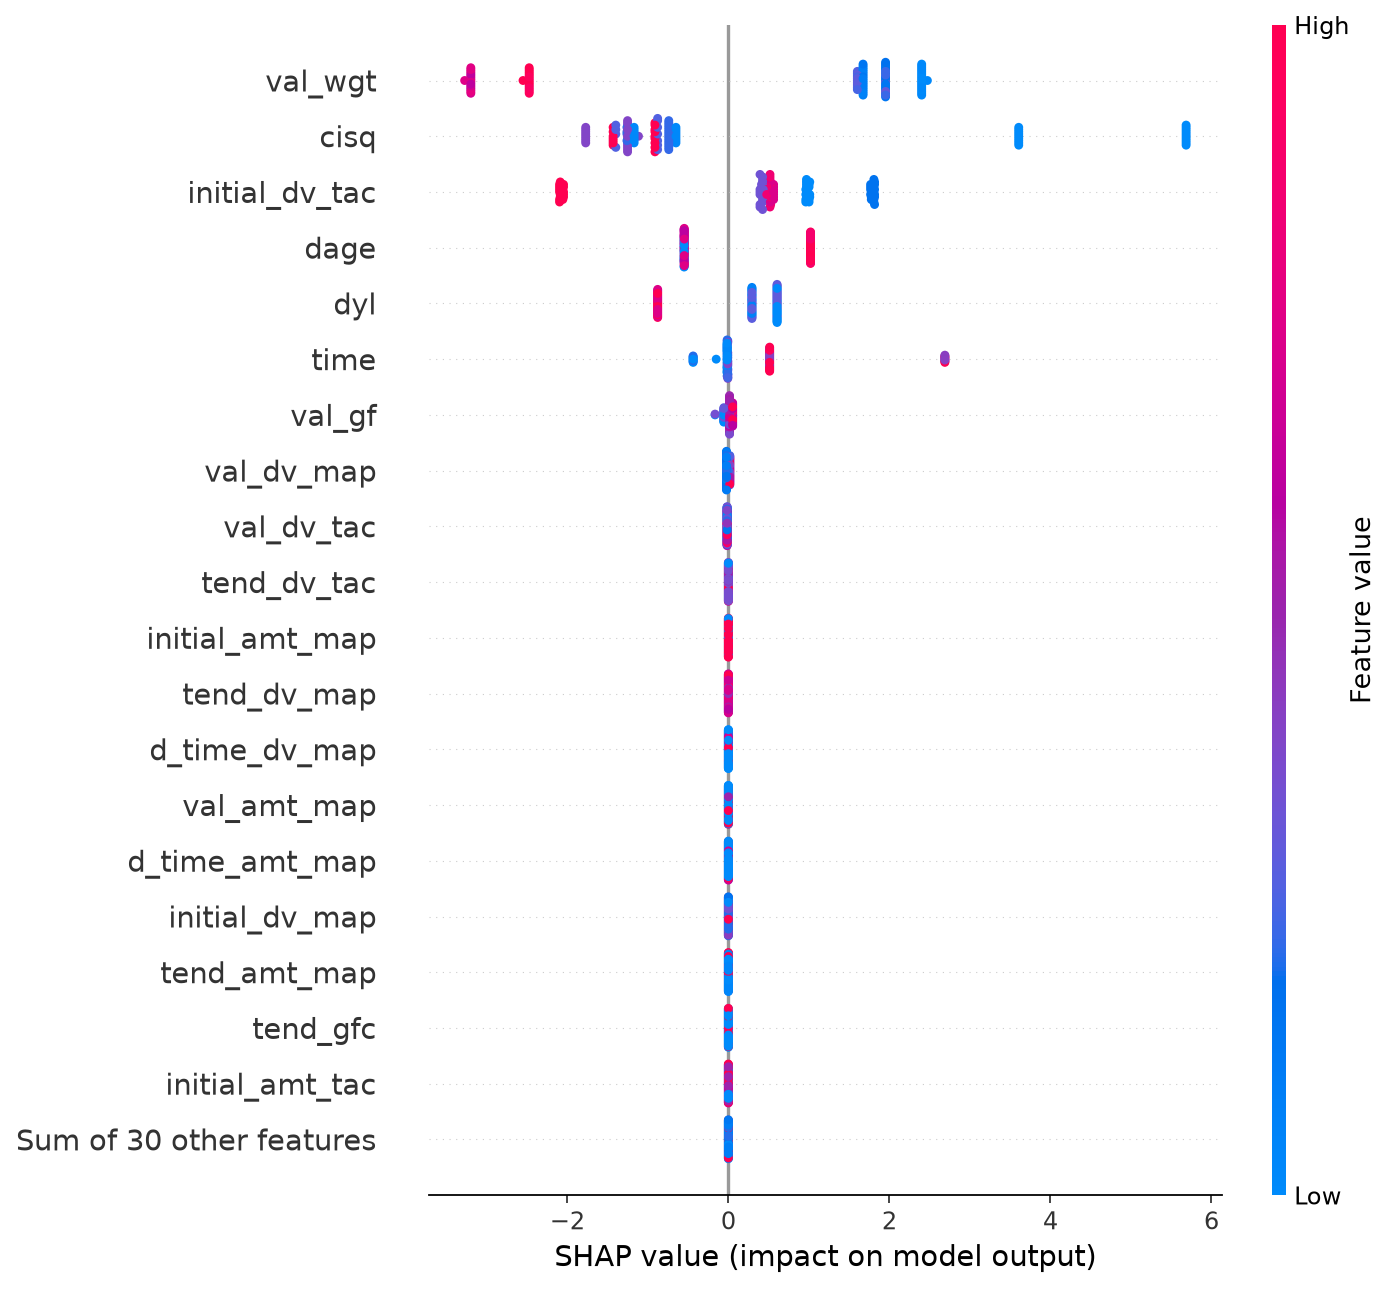 High
val_wgt
cisq
initial_dv_tac
dage
dyl
time
val_gf
val_dv_map
val_dv_tac
tend_dv_tac
initial_amt_map
tend_dv_map
d_time_dv_map
val_amt_map
d_time_amt_map
initial_dv_map
tend_amt_map
tend_gfc
initial_amt_tac
Sum of 30 other features
Feature value
Low
−2 0 2 4 6
SHAP value (impact on model output)